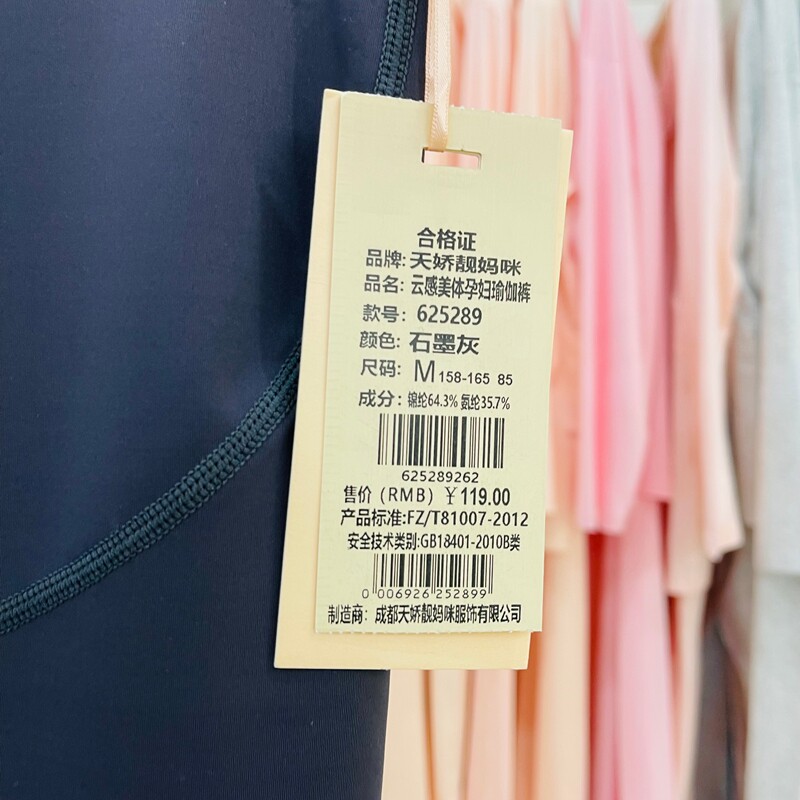 合格证
品牌: 天娇靓妈咪
品名: 云感美体孕妇瑜伽裤
款号: 625289
颜色: 石墨灰
尺码: M 158-165 85
成分: 锦纶64.3% 氨纶35.7%
625289262
售价（RMB）￥119.00
产品标准:FZ/T81007-2012
安全技术类别:GB18401-2010B类
0 006926 252899
制造商: 成都天娇靓妈咪服饰有限公司